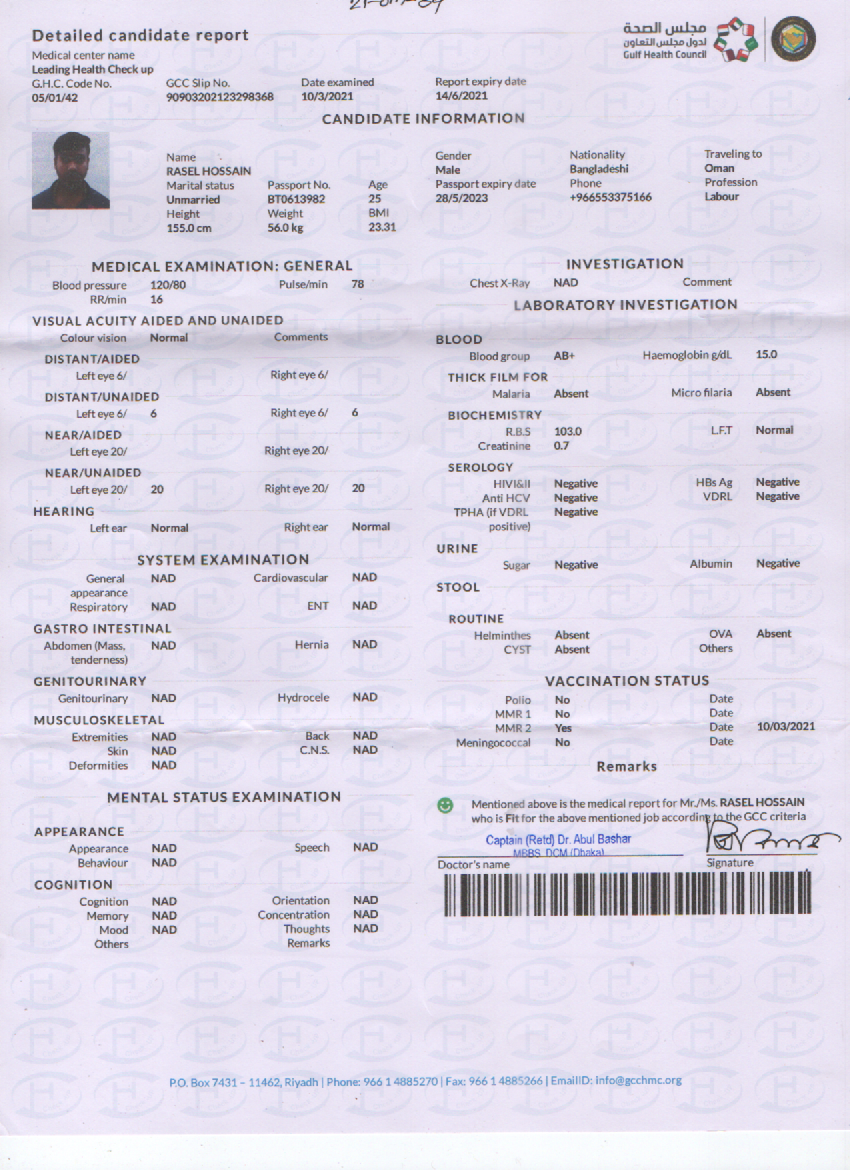 Detailed candidate report
مجلس الصحة
لدول مجلس التعاون
Gulf Health Council
Medical center name
Leading Health Check up
G.H.C. Code No. GCC Slip No. Date examined Report expiry date
05/01/42 90903202123298368 10/3/2021 14/6/2021
CANDIDATE INFORMATION
Name Gender Nationality Traveling to
RASEL HOSSAIN Male Bangladeshi Oman
Marital status Passport No. Age Passport expiry date Phone Profession
Unmarried BT0613982 25 28/5/2023 +966553375166 Labour
Height Weight BMI
155.0 cm 56.0 kg 23.31
MEDICAL EXAMINATION: GENERAL
Blood pressure 120/80 Pulse/min 78
RR/min 16
VISUAL ACUITY AIDED AND UNAIDED
Colour vision Normal Comments
DISTANT/AIDED
Left eye 6/ Right eye 6/
DISTANT/UNAIDED
Left eye 6/ 6 Right eye 6/ 6
NEAR/AIDED
Left eye 20/ Right eye 20/
NEAR/UNAIDED
Left eye 20/ 20 Right eye 20/ 20
HEARING
Left ear Normal Right ear Normal
SYSTEM EXAMINATION
General NAD Cardiovascular NAD
appearance
Respiratory NAD ENT NAD
GASTRO INTESTINAL
Abdomen (Mass, NAD Hernia NAD
tenderness)
GENITOURINARY
Genitourinary NAD Hydrocele NAD
MUSCULOSKELETAL
Extremities NAD Back NAD
Skin NAD C.N.S. NAD
Deformities NAD
MENTAL STATUS EXAMINATION
APPEARANCE
Appearance NAD Speech NAD
Behaviour NAD
COGNITION
Cognition NAD Orientation NAD
Memory NAD Concentration NAD
Mood NAD Thoughts NAD
Others Remarks
INVESTIGATION
Chest X-Ray NAD Comment
LABORATORY INVESTIGATION
BLOOD
Blood group AB+ Haemoglobin g/dL 15.0
THICK FILM FOR
Malaria Absent Micro filaria Absent
BIOCHEMISTRY
R.B.S 103.0 L.F.T Normal
Creatinine 0.7
SEROLOGY
HIVI&II Negative HBs Ag Negative
Anti HCV Negative VDRL Negative
TPHA (if VDRL Negative
positive)
URINE
Sugar Negative Albumin Negative
STOOL
ROUTINE
Helminthes Absent OVA Absent
CYST Absent Others
VACCINATION STATUS
Polio No Date
MMR 1 No Date
MMR 2 Yes Date 10/03/2021
Meningococcal No Date
Remarks
Mentioned above is the medical report for Mr./Ms. RASEL HOSSAIN
who is Fit for the above mentioned job according to the GCC criteria
Captain (Retd) Dr. Abul Bashar
MBBS, DCM (Dhaka)
Doctor's name Signature
P.O. Box 7431 – 11462, Riyadh | Phone: 966 1 4885270 | Fax: 966 1 4885266 | EmailID: info@gcchmc.org